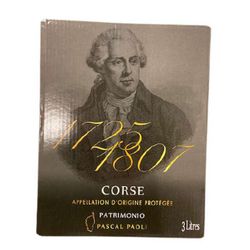 1725
1807
CORSE
APPELLATION D'ORIGINE PROTÉGÉE
PATRIMONIO
PASCAL PAOLI
3 Litres